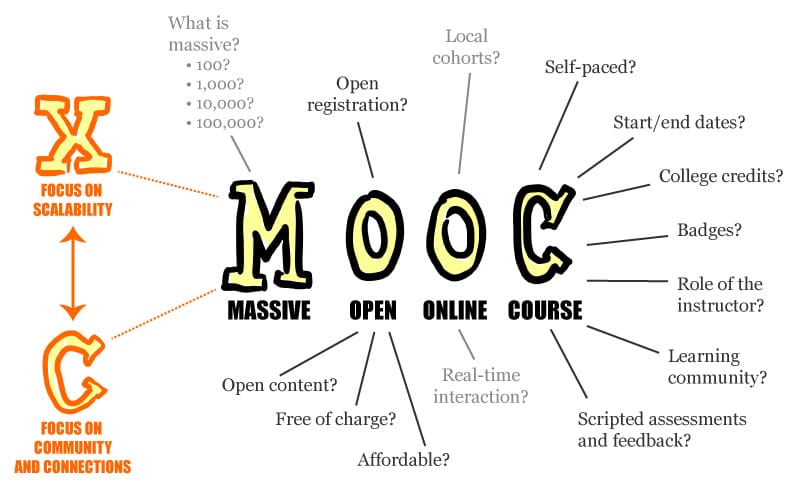 What is
massive?
• 100?
• 1,000?
• 10,000?
• 100,000?
Open
registration?
Local
cohorts?
Self-paced?
Start/end dates?
College credits?
Badges?
Role of the
instructor?
Learning
community?
Scripted assessments
and feedback?
X
FOCUS ON
SCALABILITY
C
FOCUS ON
COMMUNITY
AND CONNECTIONS
MOOC
MASSIVE OPEN ONLINE COURSE
Open content?
Free of charge?
Affordable?
Real-time
interaction?